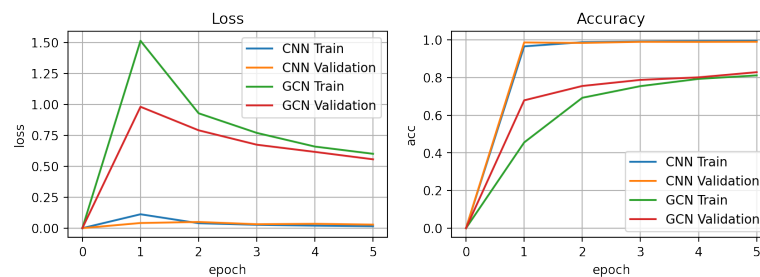 Loss
1.50
1.25
1.00
0.75
0.50
0.25
0.00
loss
0 1 2 3 4 5
epoch
CNN Train
CNN Validation
GCN Train
GCN Validation
Accuracy
1.0
0.8
0.6
0.4
0.2
0.0
acc
0 1 2 3 4 5
epoch
CNN Train
CNN Validation
GCN Train
GCN Validation